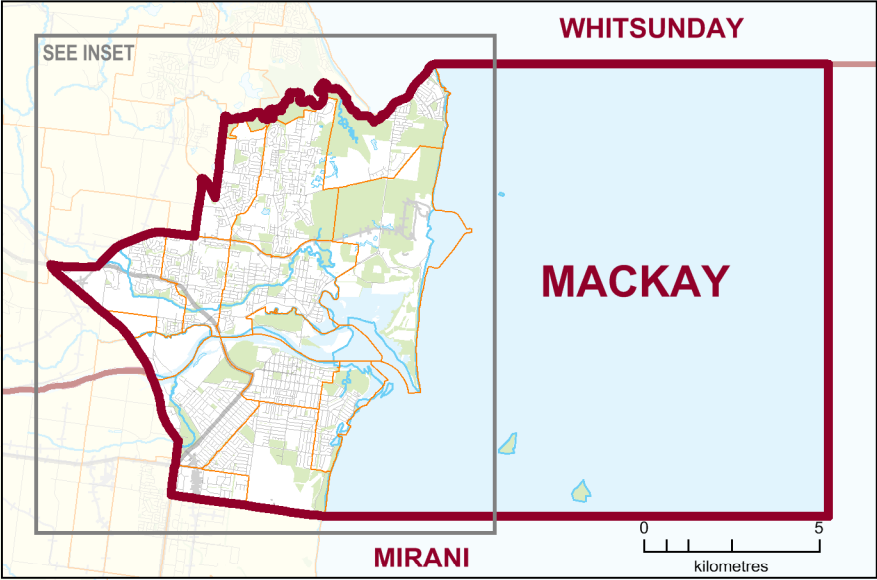 WHITSUNDAY
SEE INSET
MACKAY
MIRANI
0 5
kilometres